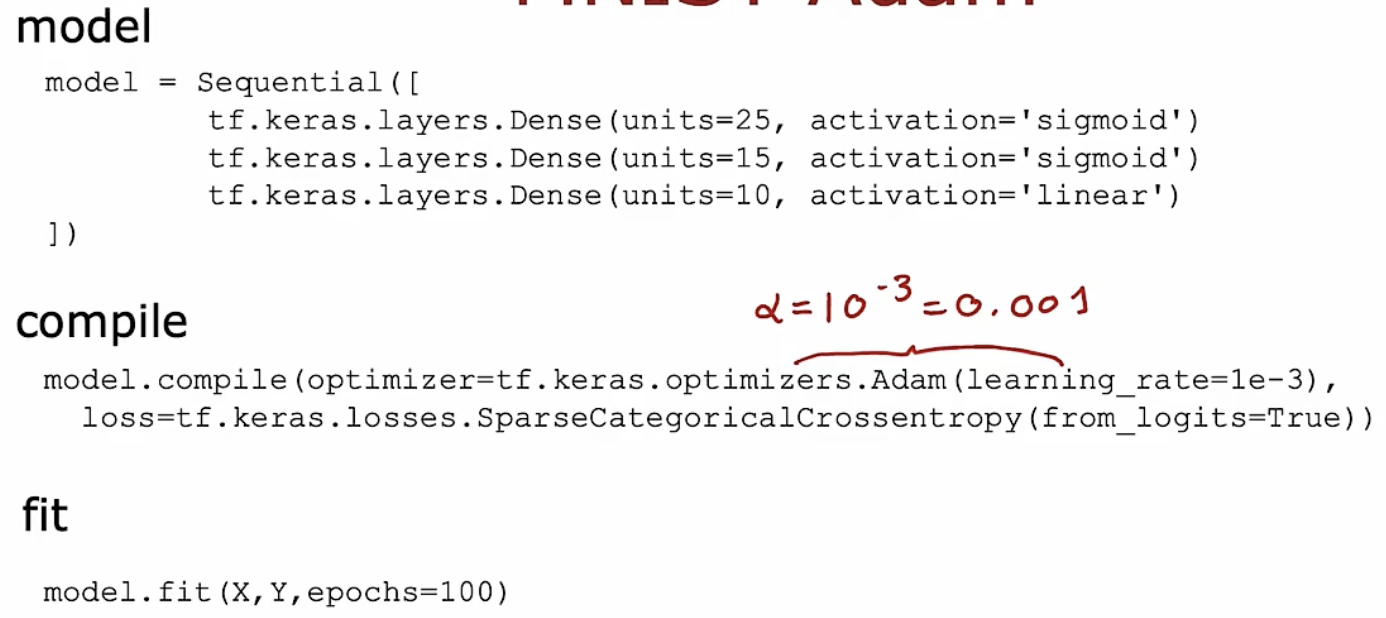 MNIST Adam
model
model = Sequential([
tf.keras.layers.Dense(units=25, activation='sigmoid')
tf.keras.layers.Dense(units=15, activation='sigmoid')
tf.keras.layers.Dense(units=10, activation='linear')
])
α=10⁻³=0.001
compile
model.compile(optimizer=tf.keras.optimizers.Adam(learning_rate=1e-3),
loss=tf.keras.losses.SparseCategoricalCrossentropy(from_logits=True))
fit
model.fit(X,Y,epochs=100)